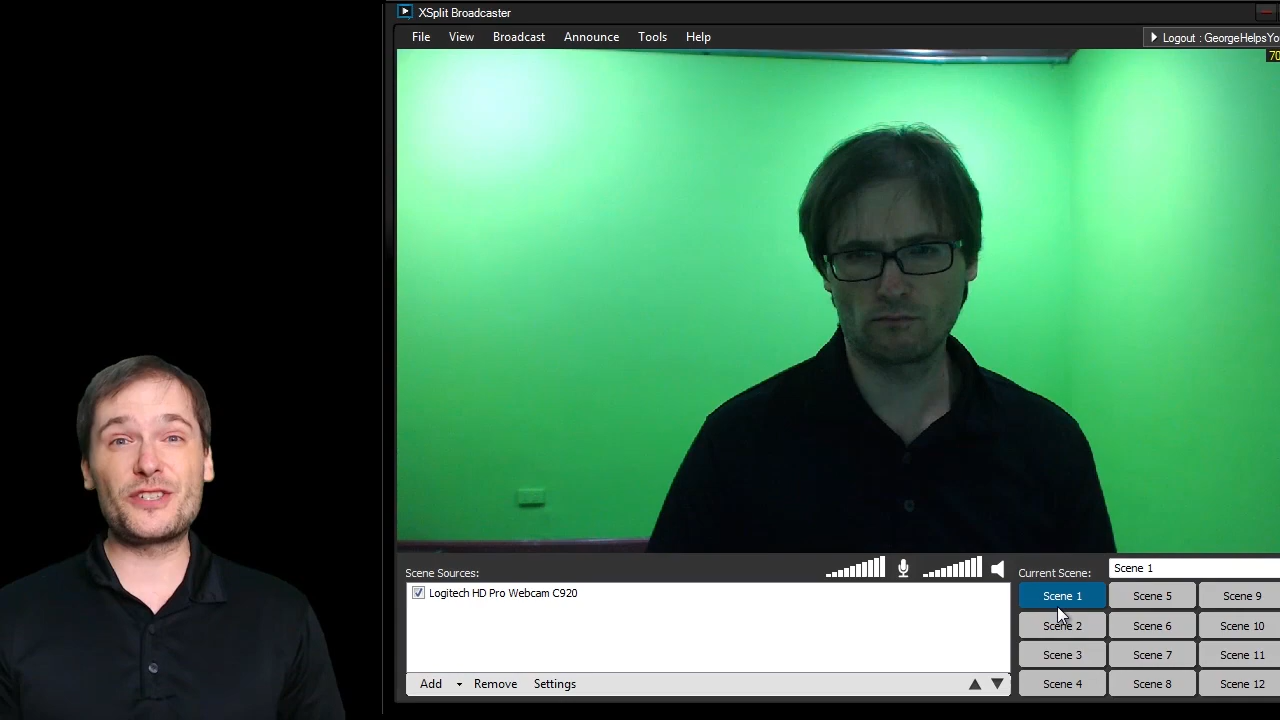 XSplit Broadcaster
File View Broadcast Announce Tools Help
Logout : GeorgeHelpsYo
70
Scene Sources:
Logitech HD Pro Webcam C920
Add Remove Settings
Current Scene: Scene 1
Scene 1 Scene 5 Scene 9
Scene 2 Scene 6 Scene 10
Scene 3 Scene 7 Scene 11
Scene 4 Scene 8 Scene 12